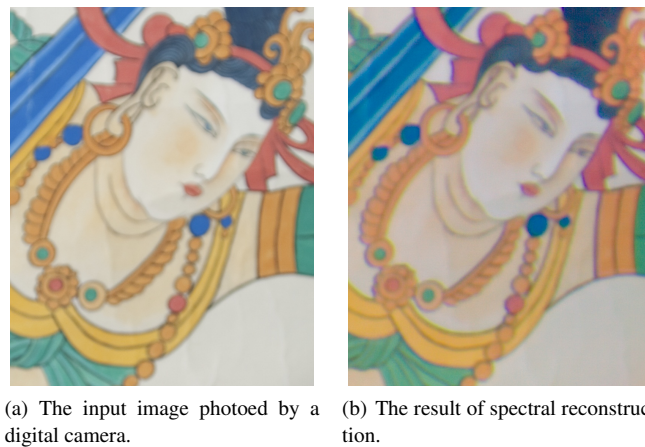 (a) The input image photoed by a
digital camera.
(b) The result of spectral reconstruc
tion.